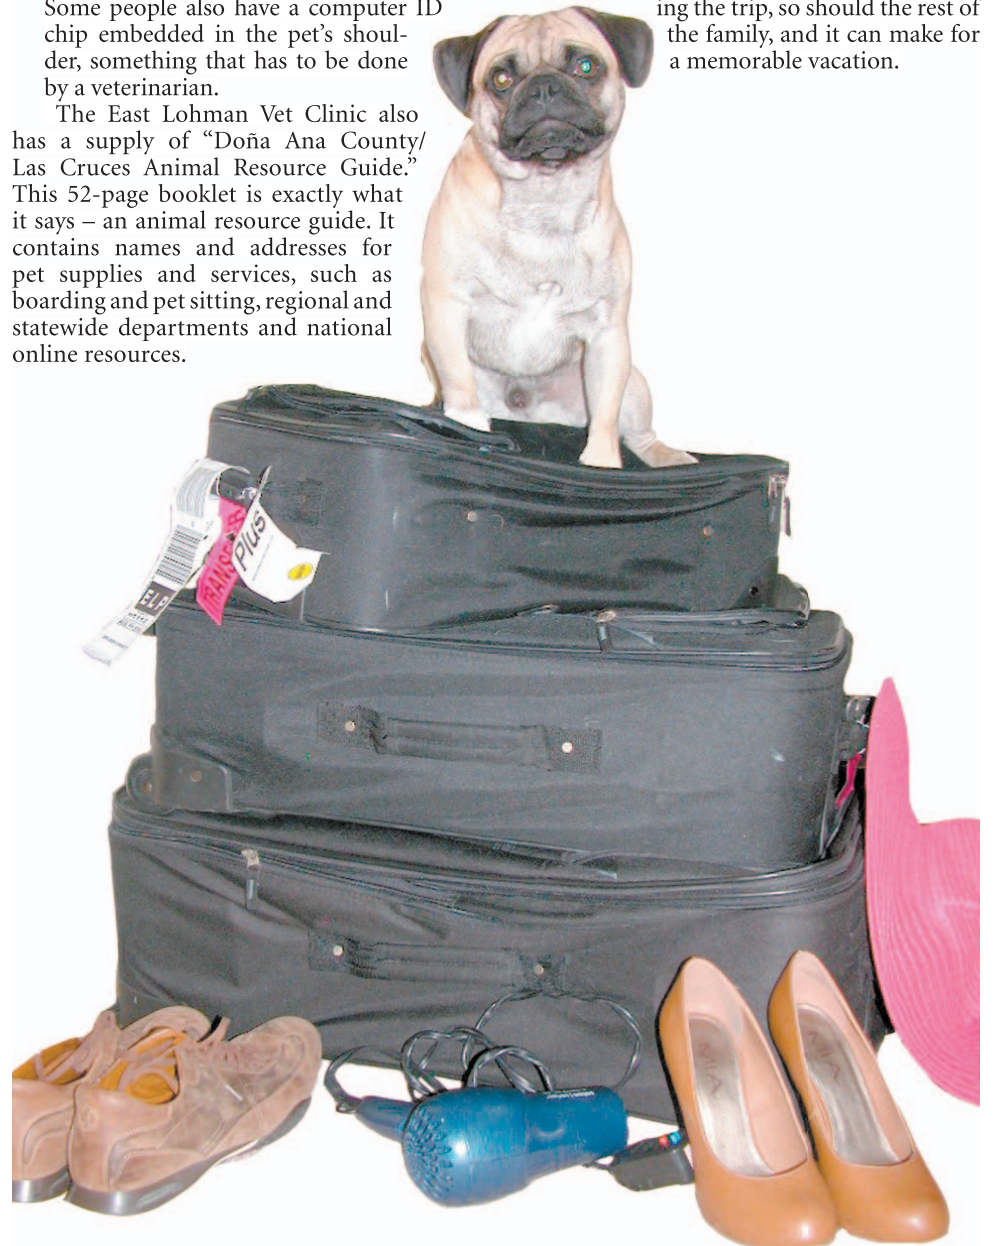 Some people also have a computer ID
chip embedded in the pet’s shoul-
der, something that has to be done
by a veterinarian.
The East Lohman Vet Clinic also
has a supply of “Doña Ana County/
Las Cruces Animal Resource Guide.”
This 52-page booklet is exactly what
it says – an animal resource guide. It
contains names and addresses for
pet supplies and services, such as
boarding and pet sitting, regional and
statewide departments and national
online resources.
ing the trip, so should the rest of
the family, and it can make for
a memorable vacation.
Plus
ELP
MIA
MIA